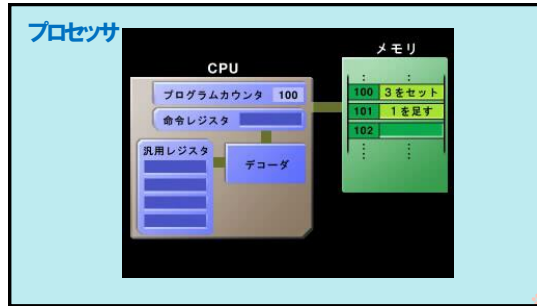 プロセッサ
CPU
プログラムカウンタ 100
命令レジスタ
汎用レジスタ
デコーダ
メモリ
: :
100 3をセット
101 1を足す
102
: :